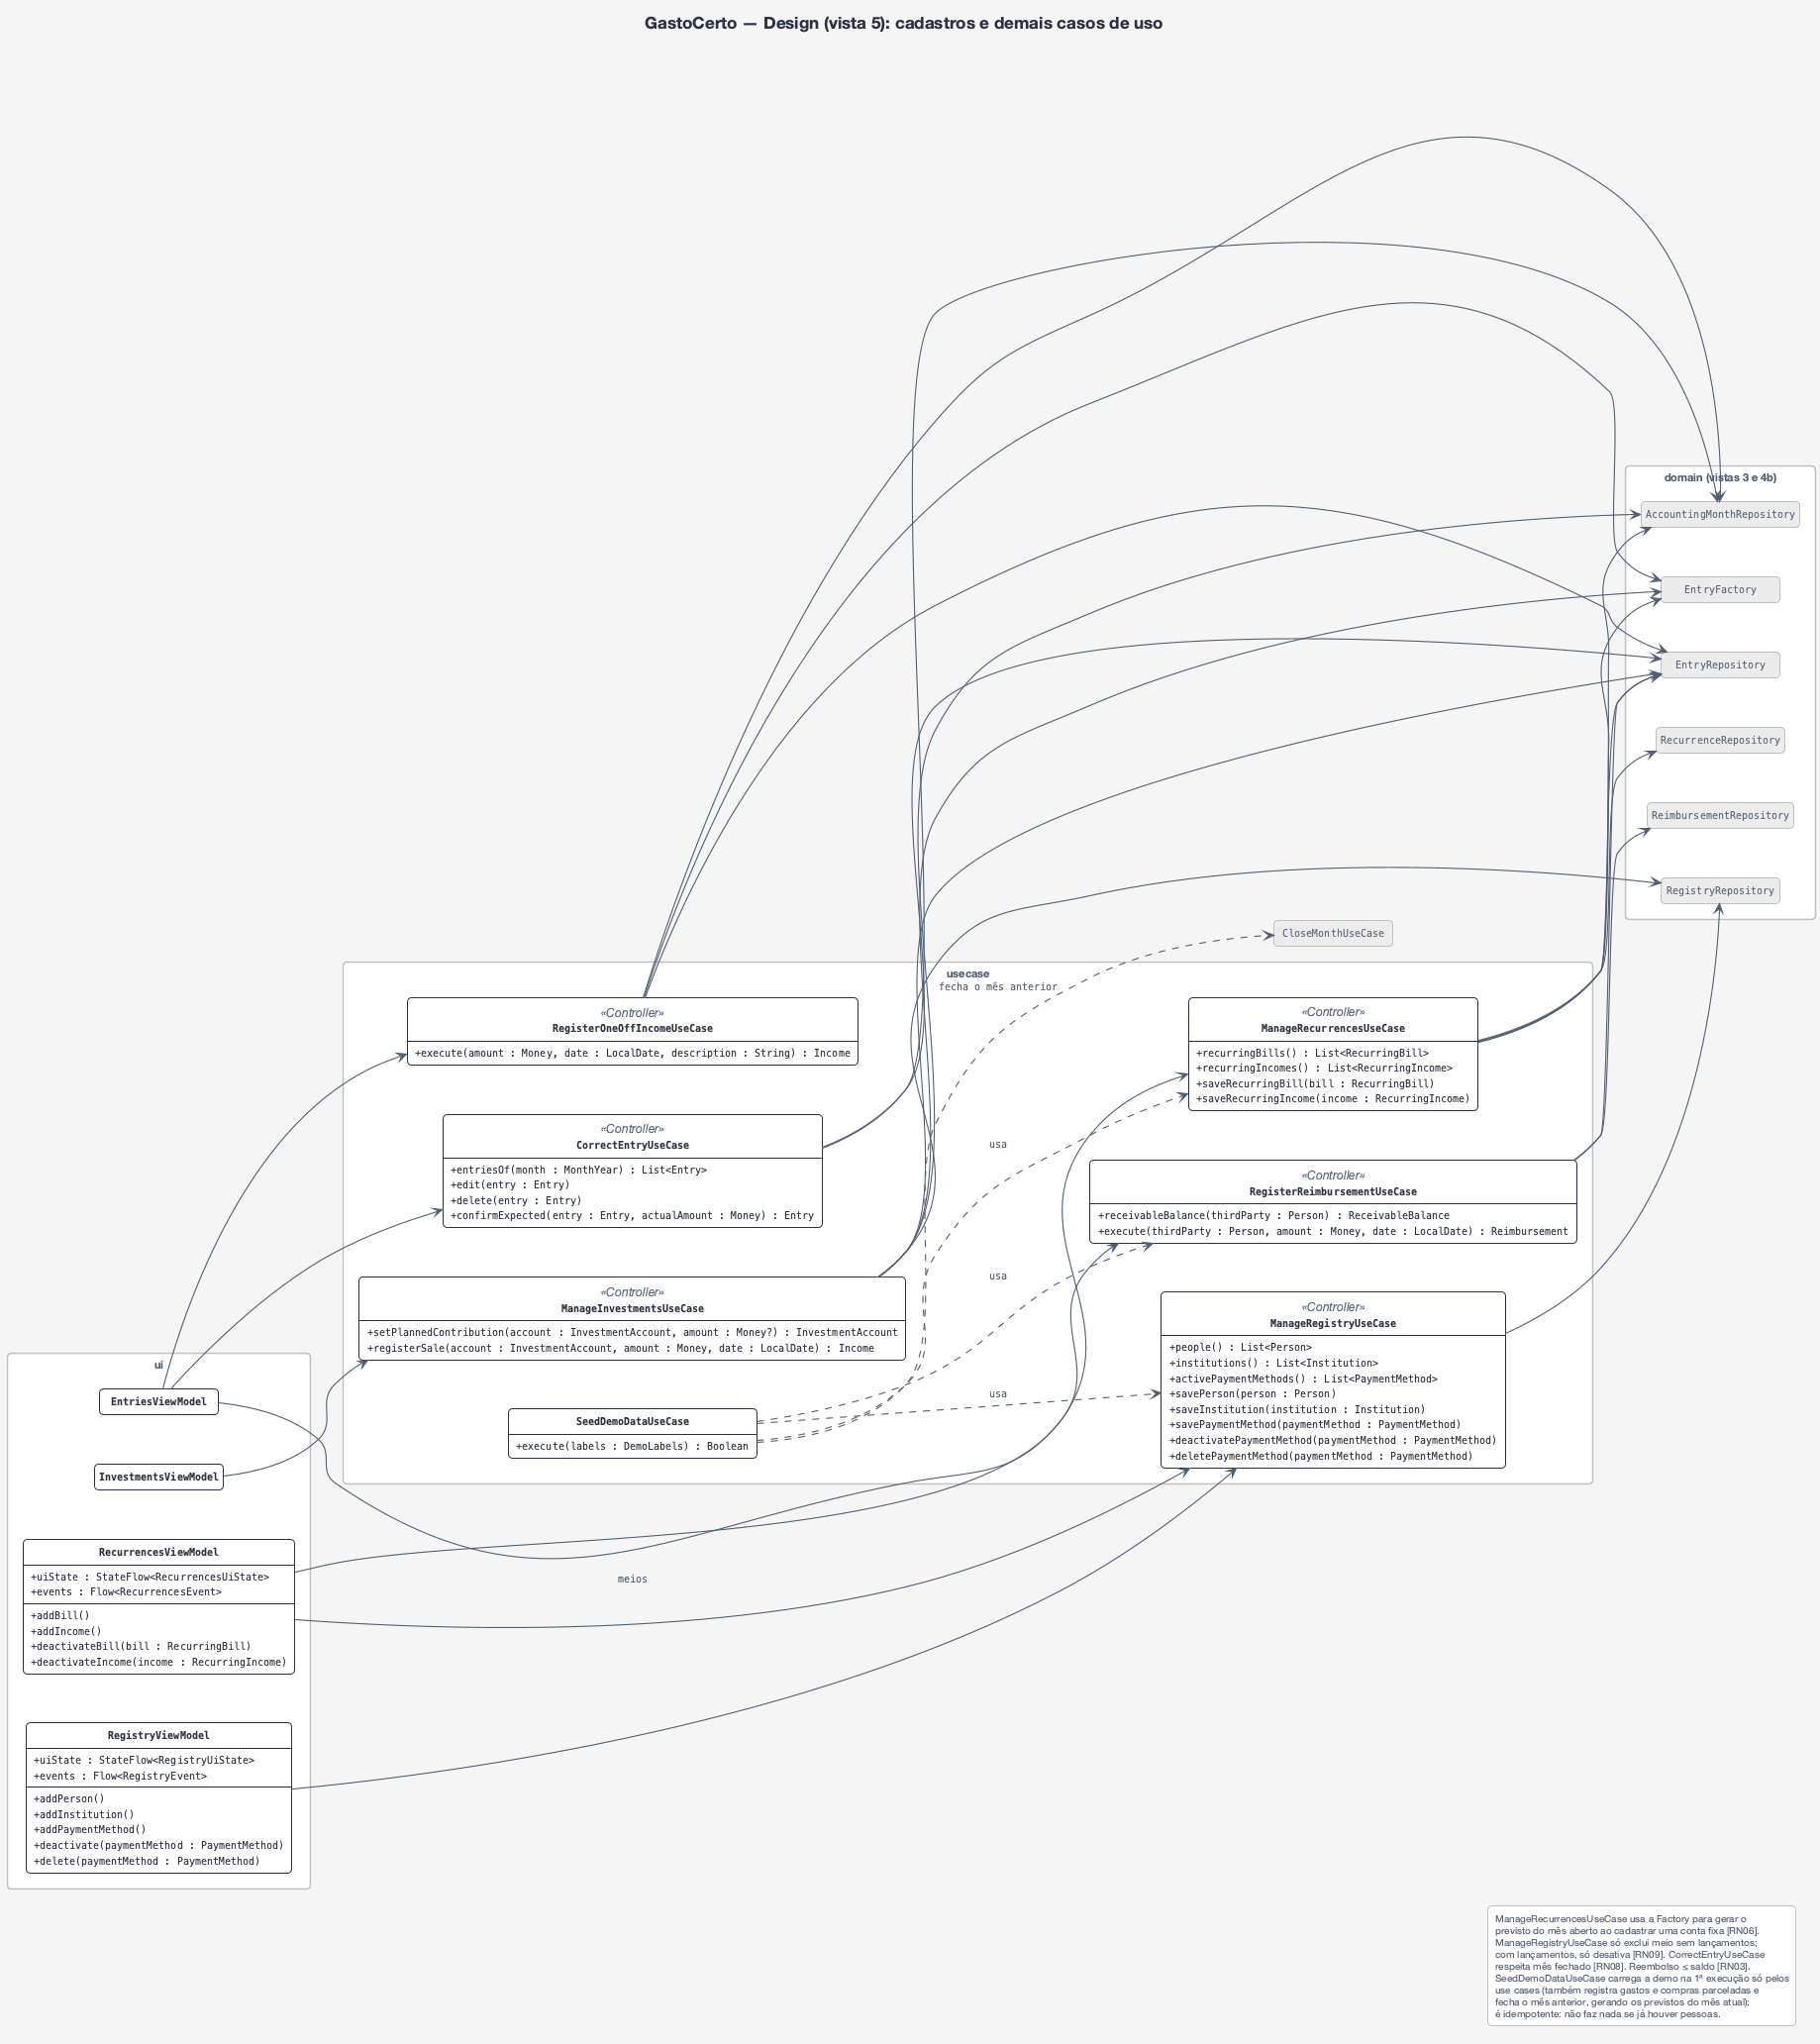 GastoCerto — Design (vista 5): cadastros e demais casos de uso
domain (vistas 3 e 4b)
AccountingMonthRepository
EntryFactory
EntryRepository
RecurrenceRepository
ReimbursementRepository
RegistryRepository
CloseMonthUseCase
usecase
fecha o mês anterior
«Controller»
RegisterOneOffIncomeUseCase
+execute(amount : Money, date : LocalDate, description : String) : Income
«Controller»
ManageRecurrencesUseCase
+recurringBills() : List<RecurringBill>
+recurringIncomes() : List<RecurringIncome>
+saveRecurringBill(bill : RecurringBill)
+saveRecurringIncome(income : RecurringIncome)
«Controller»
CorrectEntryUseCase
+entriesOf(month : MonthYear) : List<Entry>
+edit(entry : Entry)
+delete(entry : Entry)
+confirmExpected(entry : Entry, actualAmount : Money) : Entry
usa
«Controller»
RegisterReimbursementUseCase
+receivableBalance(thirdParty : Person) : ReceivableBalance
+execute(thirdParty : Person, amount : Money, date : LocalDate) : Reimbursement
usa
«Controller»
ManageInvestmentsUseCase
+setPlannedContribution(account : InvestmentAccount, amount : Money?) : InvestmentAccount
+registerSale(account : InvestmentAccount, amount : Money, date : LocalDate) : Income
«Controller»
ManageRegistryUseCase
+people() : List<Person>
+institutions() : List<Institution>
+activePaymentMethods() : List<PaymentMethod>
+savePerson(person : Person)
+saveInstitution(institution : Institution)
+savePaymentMethod(paymentMethod : PaymentMethod)
+deactivatePaymentMethod(paymentMethod : PaymentMethod)
+deletePaymentMethod(paymentMethod : PaymentMethod)
usa
SeedDemoDataUseCase
+execute(labels : DemoLabels) : Boolean
ui
EntriesViewModel
InvestmentsViewModel
RecurrencesViewModel
+uiState : StateFlow<RecurrencesUiState>
+events : Flow<RecurrencesEvent>
+addBill()
+addIncome()
+deactivateBill(bill : RecurringBill)
+deactivateIncome(income : RecurringIncome)
meios
RegistryViewModel
+uiState : StateFlow<RegistryUiState>
+events : Flow<RegistryEvent>
+addPerson()
+addInstitution()
+addPaymentMethod()
+deactivate(paymentMethod : PaymentMethod)
+delete(paymentMethod : PaymentMethod)
ManageRecurrencesUseCase usa a Factory para gerar o
previsto do mês aberto ao cadastrar uma conta fixa [RN06].
ManageRegistryUseCase só exclui meio sem lançamentos;
com lançamentos, só desativa [RN09]. CorrectEntryUseCase
respeita mês fechado [RN08]. Reembolso ≤ saldo [RN03].
SeedDemoDataUseCase carrega a demo na 1ª execução só pelos
use cases (também registra gastos e compras parceladas e
fecha o mês anterior, gerando os previstos do mês atual);
é idempotente: não faz nada se já houver pessoas.